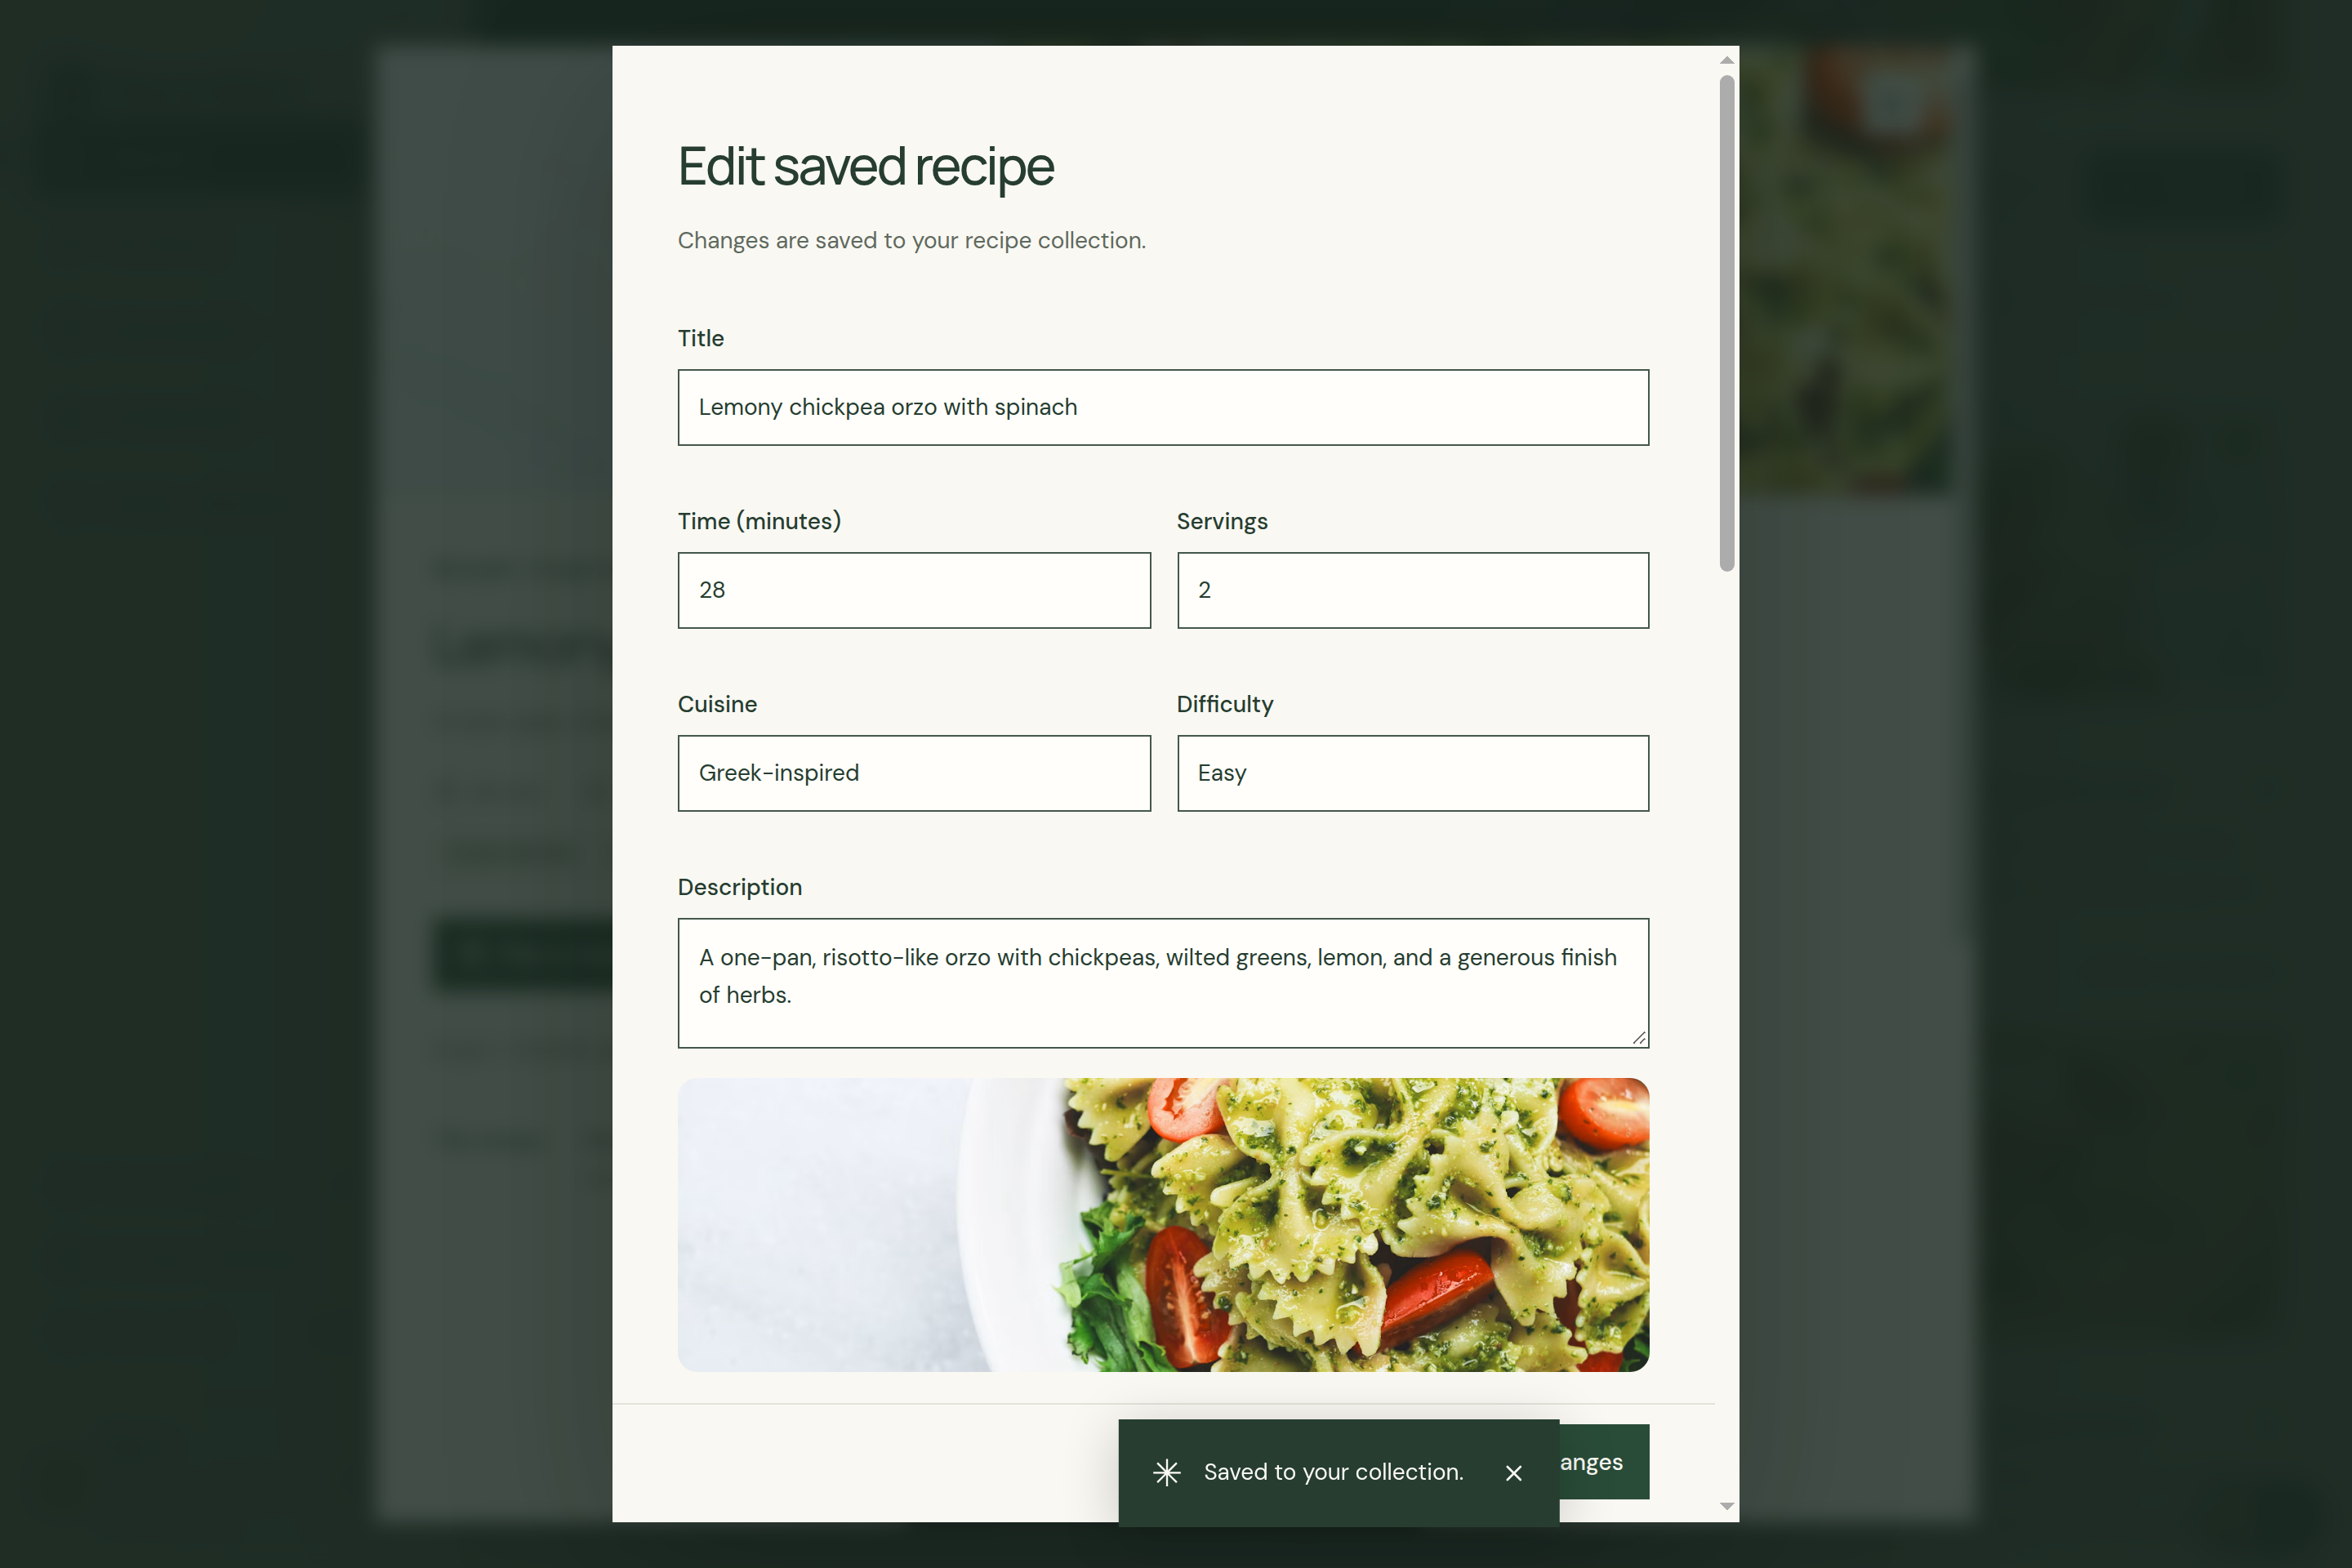 Edit saved recipe
Changes are saved to your recipe collection.
Title
Lemony chickpea orzo with spinach
Time (minutes)
Servings
28
2
Cuisine
Difficulty
Greek-inspired
Easy
Description
A one-pan, risotto-like orzo with chickpeas, wilted greens, lemon, and a generous finish
of herbs.
Saved to your collection.
anges